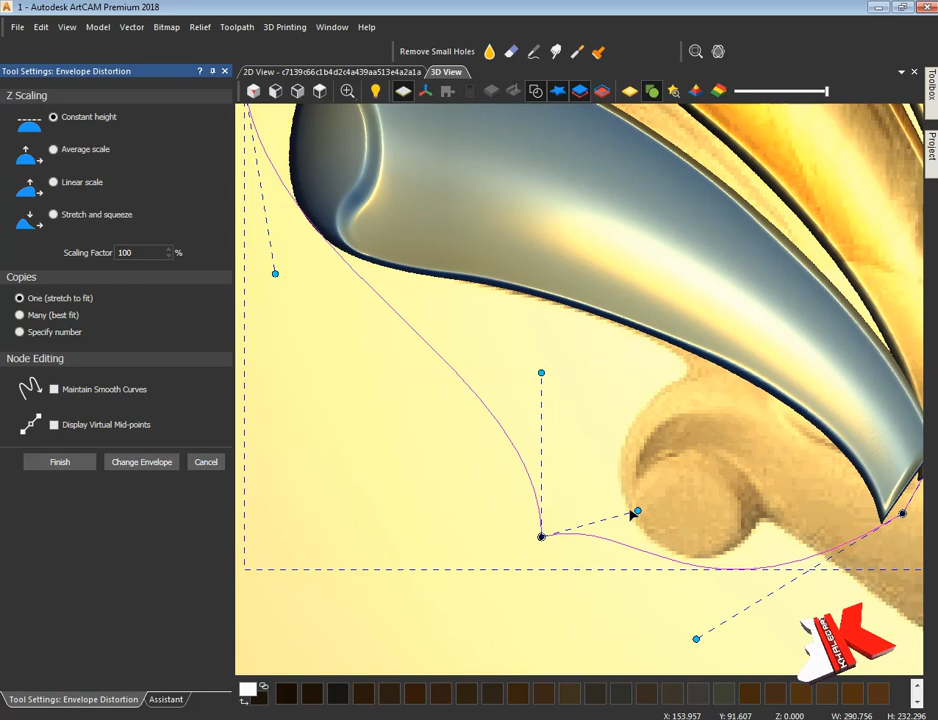 1 - Autodesk ArtCAM Premium 2018
File Edit View Model Vector Bitmap Relief Toolpath 3D Printing Window Help
Remove Small Holes
Tool Settings: Envelope Distortion
2D View - c7139c66c1b4d2c4a439aa513e4a2a1a
3D View
Toolbox
Project
Z Scaling
Constant height
Average scale
Linear scale
Stretch and squeeze
Scaling Factor 100 %
Copies
One (stretch to fit)
Many (best fit)
Specify number
Node Editing
Maintain Smooth Curves
Display Virtual Mid-points
Finish Change Envelope Cancel
K
KHALEDRA
Tool Settings: Envelope Distortion Assistant
X: 153.957 Y: 91.607 Z: 0.000 W: 290.756 H: 232.296